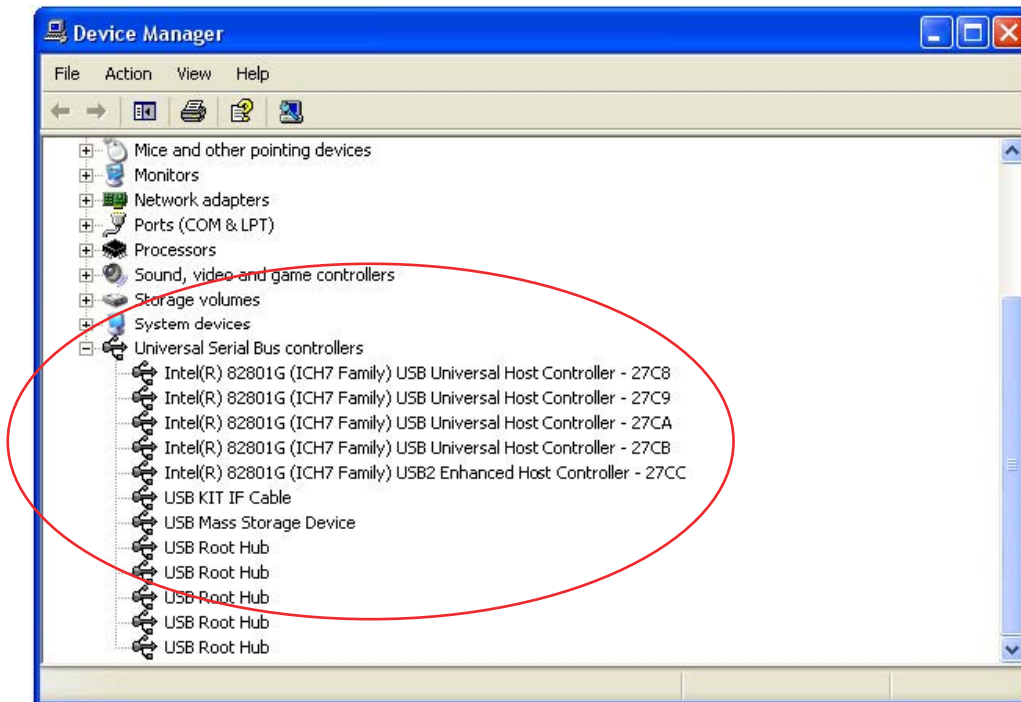 Device Manager
File Action View Help
Mice and other pointing devices
Monitors
Network adapters
Ports (COM & LPT)
Processors
Sound, video and game controllers
Storage volumes
System devices
Universal Serial Bus controllers
Intel(R) 82801G (ICH7 Family) USB Universal Host Controller - 27C8
Intel(R) 82801G (ICH7 Family) USB Universal Host Controller - 27C9
Intel(R) 82801G (ICH7 Family) USB Universal Host Controller - 27CA
Intel(R) 82801G (ICH7 Family) USB Universal Host Controller - 27CB
Intel(R) 82801G (ICH7 Family) USB2 Enhanced Host Controller - 27CC
USB KIT IF Cable
USB Mass Storage Device
USB Root Hub
USB Root Hub
USB Root Hub
USB Root Hub
USB Root Hub